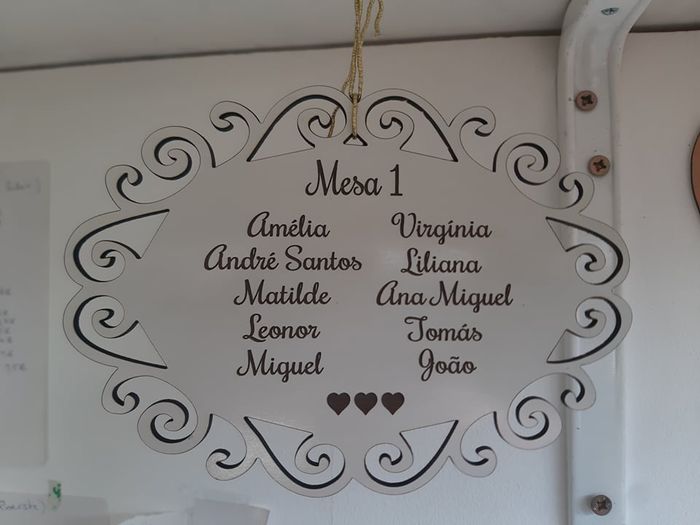 Mesa 1
Amélia Virgínia
André Santos Liliana
Matilde Ana Miguel
Leonor Tomás
Miguel João